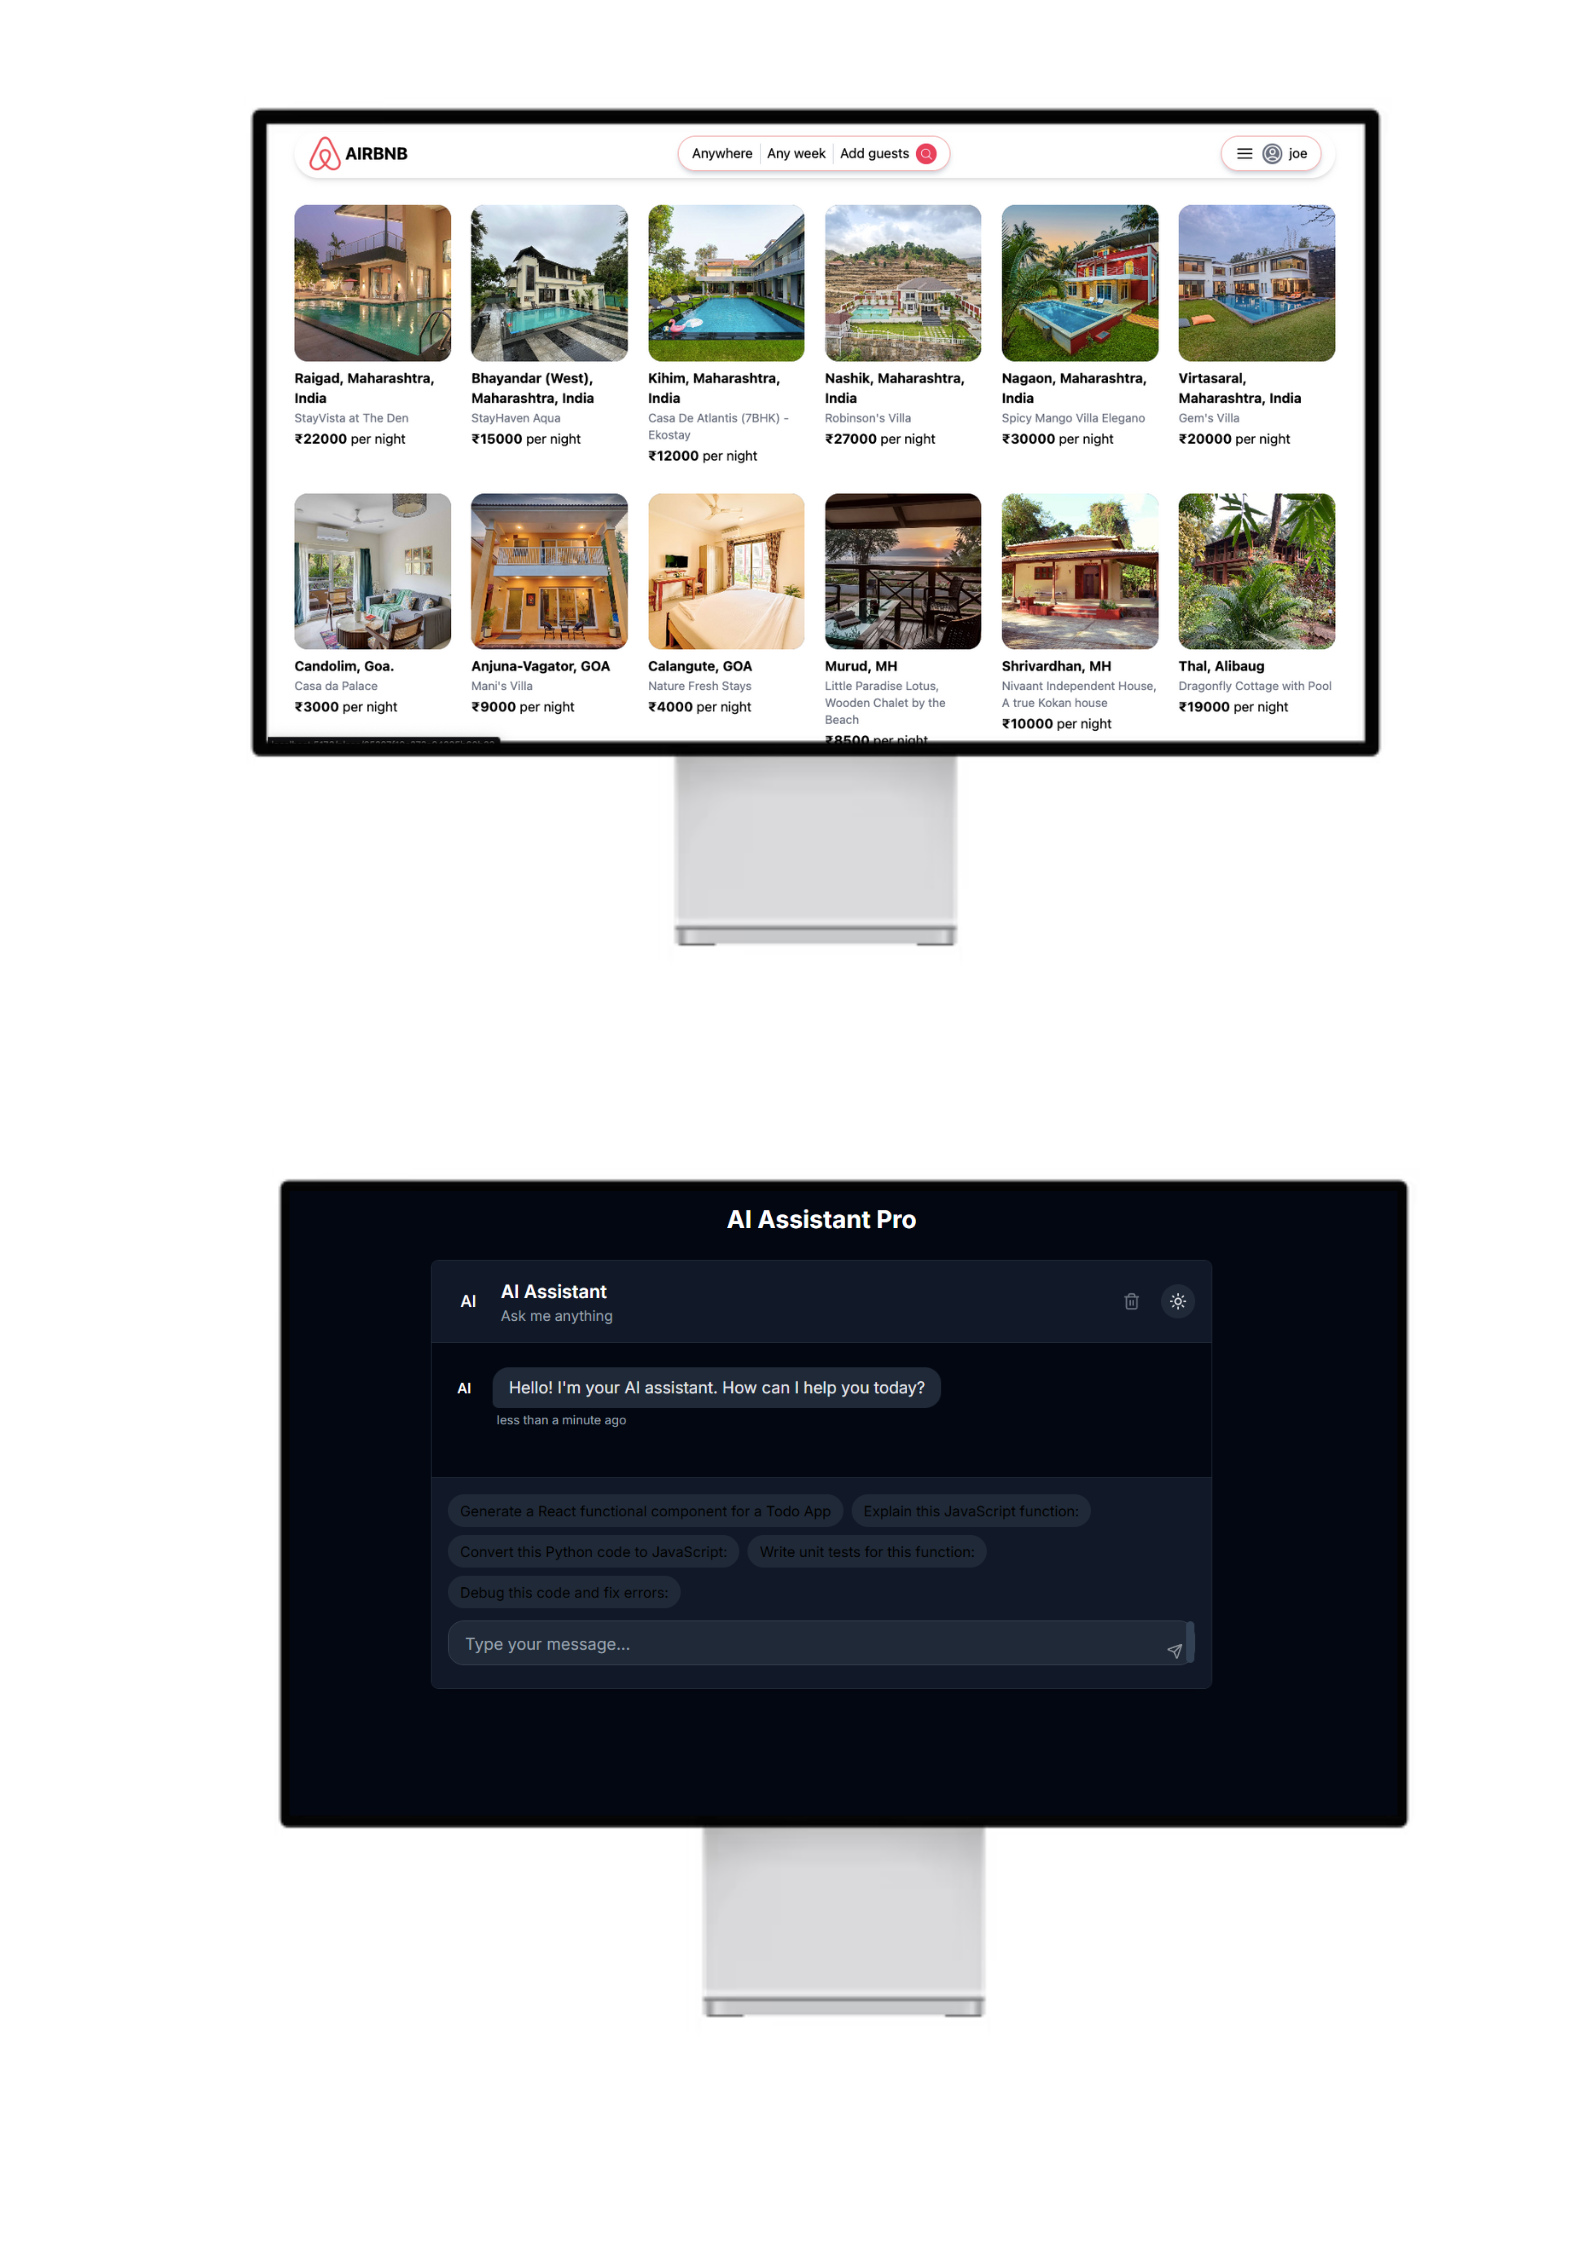 AIRBNB
Anywhere Any week Add guests
joe
Raigad, Maharashtra,
India
StayVista at The Den
₹22000 per night
Bhayandar (West),
Maharashtra, India
StayHaven Aqua
₹15000 per night
Kihim, Maharashtra,
India
Casa De Atlantis (7BHK) -
Ekostay
₹12000 per night
Nashik, Maharashtra,
India
Robinson's Villa
₹27000 per night
Nagaon, Maharashtra,
India
Spicy Mango Villa Elegano
₹30000 per night
Virtasaral,
Maharashtra, India
Gem's Villa
₹20000 per night
Candolim, Goa.
Casa da Palace
₹3000 per night
Anjuna-Vagator, GOA
Mani's Villa
₹9000 per night
Calangute, GOA
Nature Fresh Stays
₹4000 per night
Murud, MH
Little Paradise Lotus,
Wooden Chalet by the
Beach
₹8500 per night
Shrivardhan, MH
Nivaant Independent House,
A true Kokan house
₹10000 per night
Thal, Alibaug
Dragonfly Cottage with Pool
₹19000 per night
AI Assistant Pro
AI
AI Assistant
Ask me anything
AI
Hello! I'm your AI assistant. How can I help you today?
less than a minute ago
Generate a React functional component for a Todo App
Explain this JavaScript function:
Convert this Python code to JavaScript:
Write unit tests for this function:
Debug this code and fix errors:
Type your message...